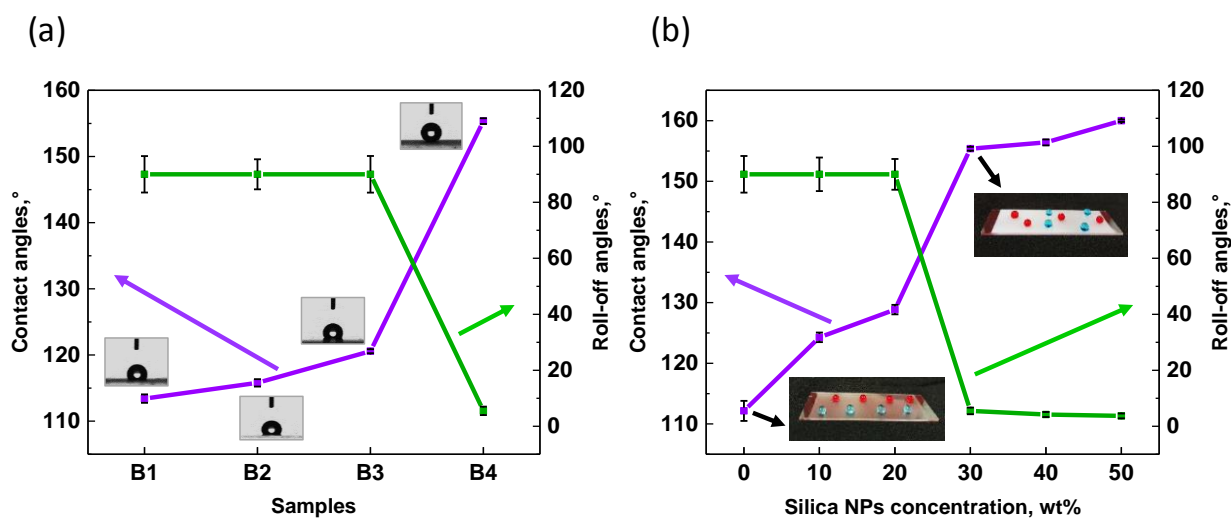 (a)
(b)
160
150
140
130
120
110
Contact angles,°
120
100
80
60
40
20
0
Roll-off angles,°
B1 B2 B3 B4
Samples
160
150
140
130
120
110
Contact angles,°
120
100
80
60
40
20
0
Roll-off angles,°
0 10 20 30 40 50
Silica NPs concentration, wt%